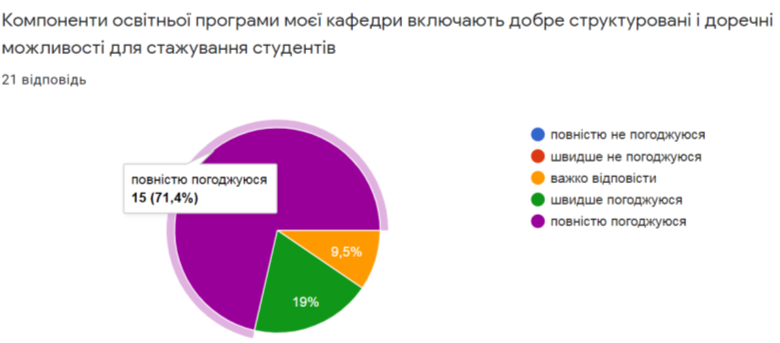 Компоненти освітньої програми моєї кафедри включають добре структуровані і доречні
можливості для стажування студентів
21 відповідь
повністю погоджуюся
15 (71,4%)
9,5%
19%
повністю не погоджуюся
швидше не погоджуюся
важко відповісти
швидше погоджуюся
повністю погоджуюся